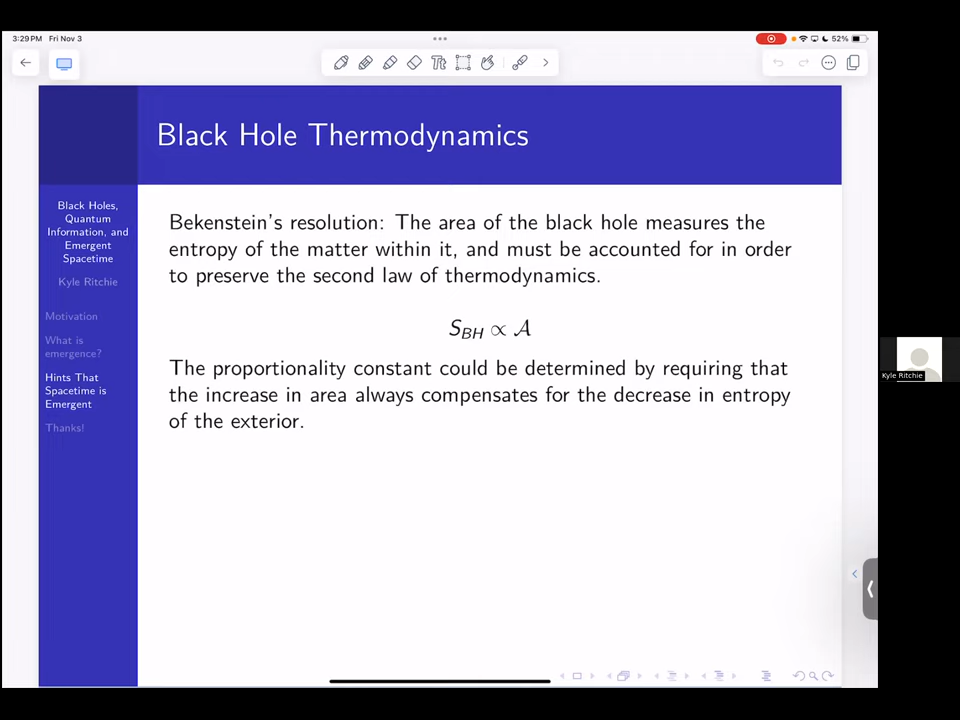 3:29 PM Fri Nov 3
52%
Tt
Black Hole Thermodynamics
Black Holes,
Quantum
Information, and
Emergent
Spacetime
Kyle Ritchie
Motivation
What is
emergence?
Hints That
Spacetime is
Emergent
Thanks!
Bekenstein's resolution: The area of the black hole measures the
entropy of the matter within it, and must be accounted for in order
to preserve the second law of thermodynamics.
S_BH ∝ 𝒜
The proportionality constant could be determined by requiring that
the increase in area always compensates for the decrease in entropy
of the exterior.
Kyle Ritchie